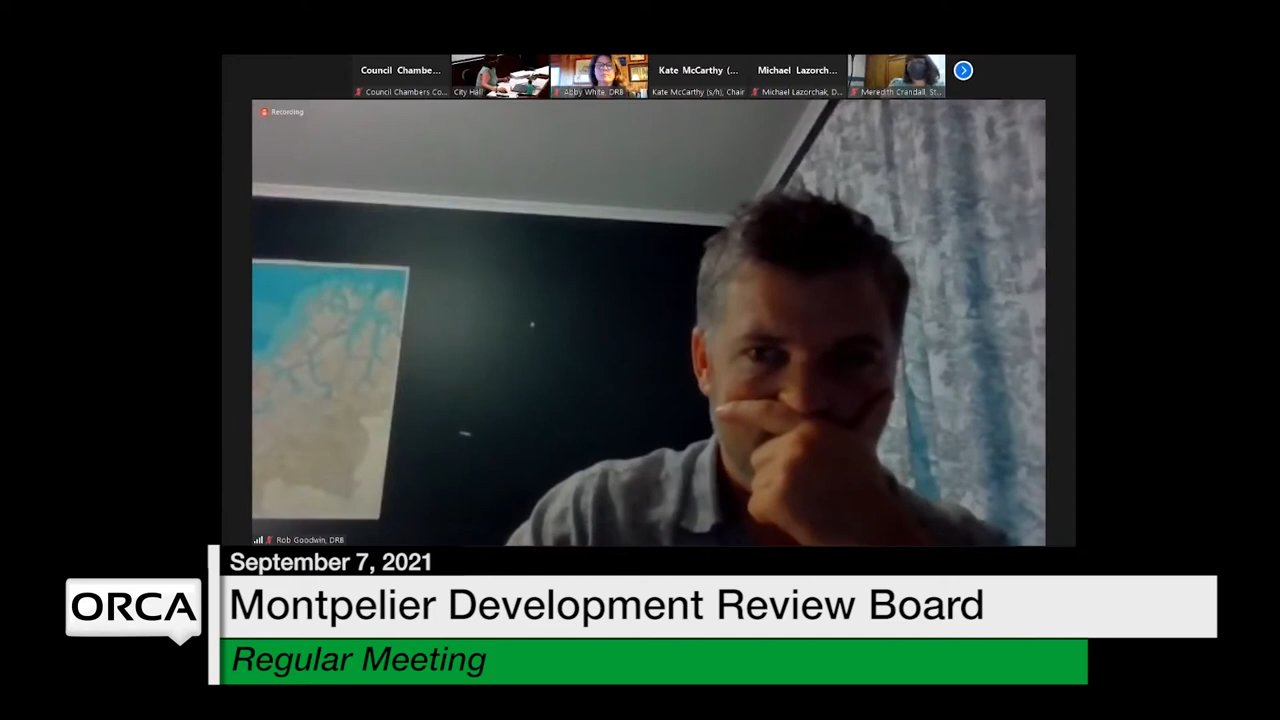 Council Chambe... Kate McCarthy (... Michael Lazorch...
Council Chambers Co... City Hall Abby White, DRB Kate McCarthy (s/h), Chair Michael Lazorchak, D... Meredith Crandall, St...
Recording
Rob Goodwin, DRB
September 7, 2021
ORCA
Montpelier Development Review Board
Regular Meeting